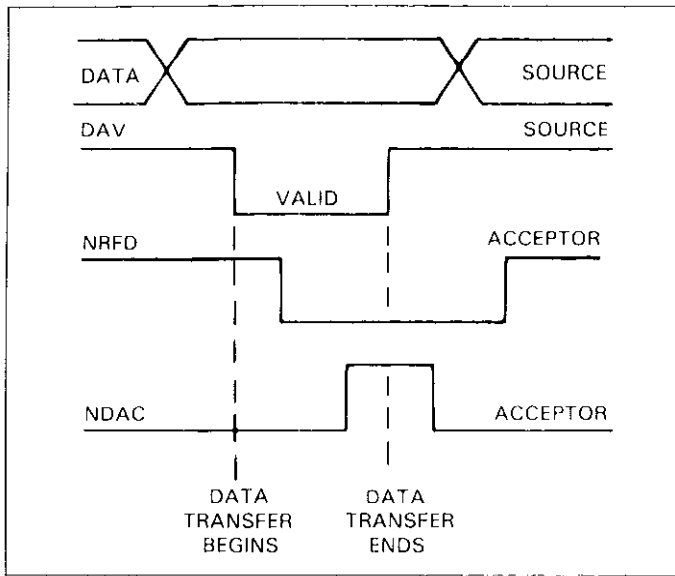 DATA SOURCE
DAV SOURCE
VALID
NRFD ACCEPTOR
NDAC ACCEPTOR
DATA TRANSFER BEGINS
DATA TRANSFER ENDS